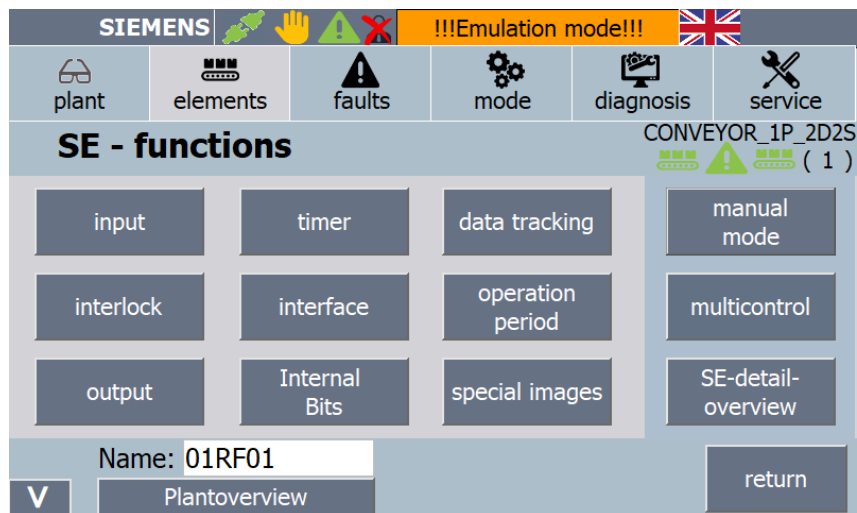 SIEMENS !!!Emulation mode!!!
plant elements faults mode diagnosis service
SE - functions
CONVEYOR_1P_2D2S
( 1 )
input timer data tracking manual
mode
interlock interface operation
period multicontrol
output Internal
Bits special images SE-detail-
overview
Name: 01RF01
V Plantoverview return